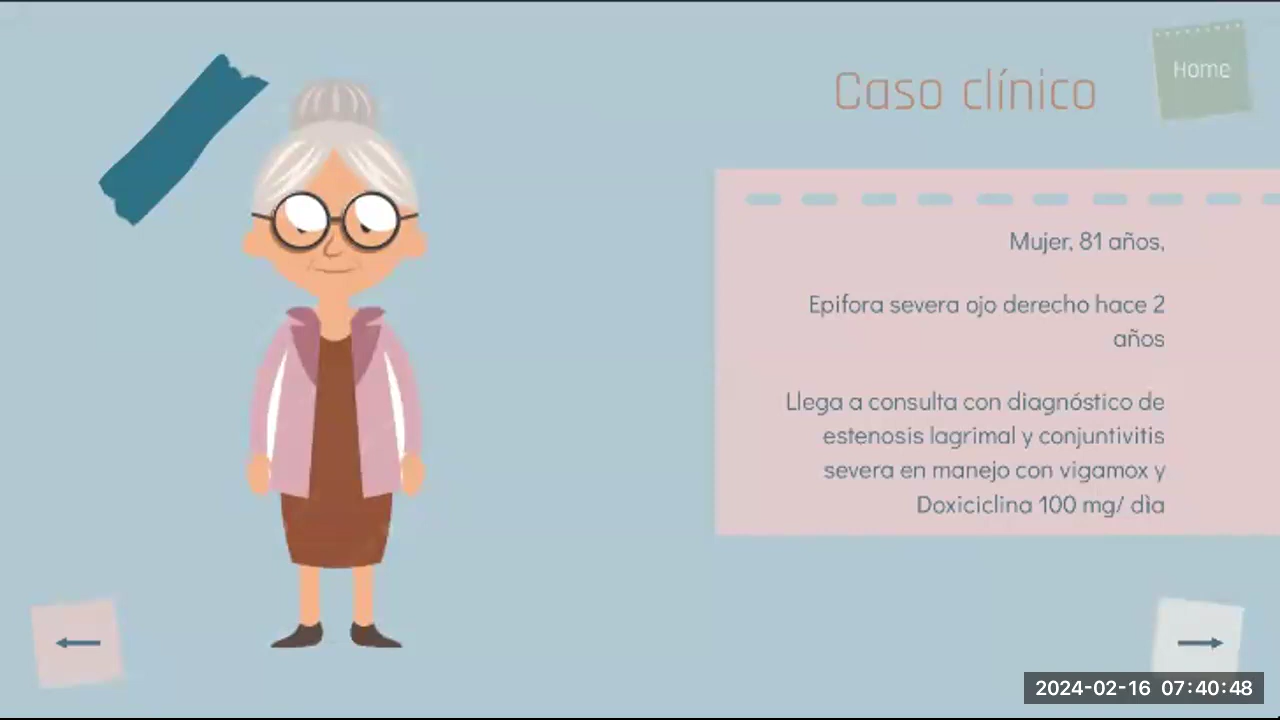 Home
Caso clínico
Mujer, 81 años,
Epifora severa ojo derecho hace 2
años
Llega a consulta con diagnóstico de
estenosis lagrimal y conjuntivitis
severa en manejo con vigamox y
Doxiciclina 100 mg/ dìa
2024-02-16 07:40:48